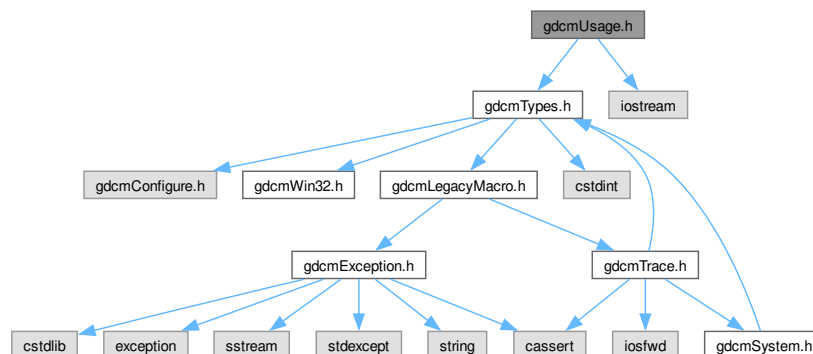 gdcmUsage.h
gdcmTypes.h
iostream
gdcmConfigure.h
gdcmWin32.h
gdcmLegacyMacro.h
cstdint
gdcmException.h
gdcmTrace.h
cstdlib
exception
sstream
stdexcept
string
cassert
iosfwd
gdcmSystem.h